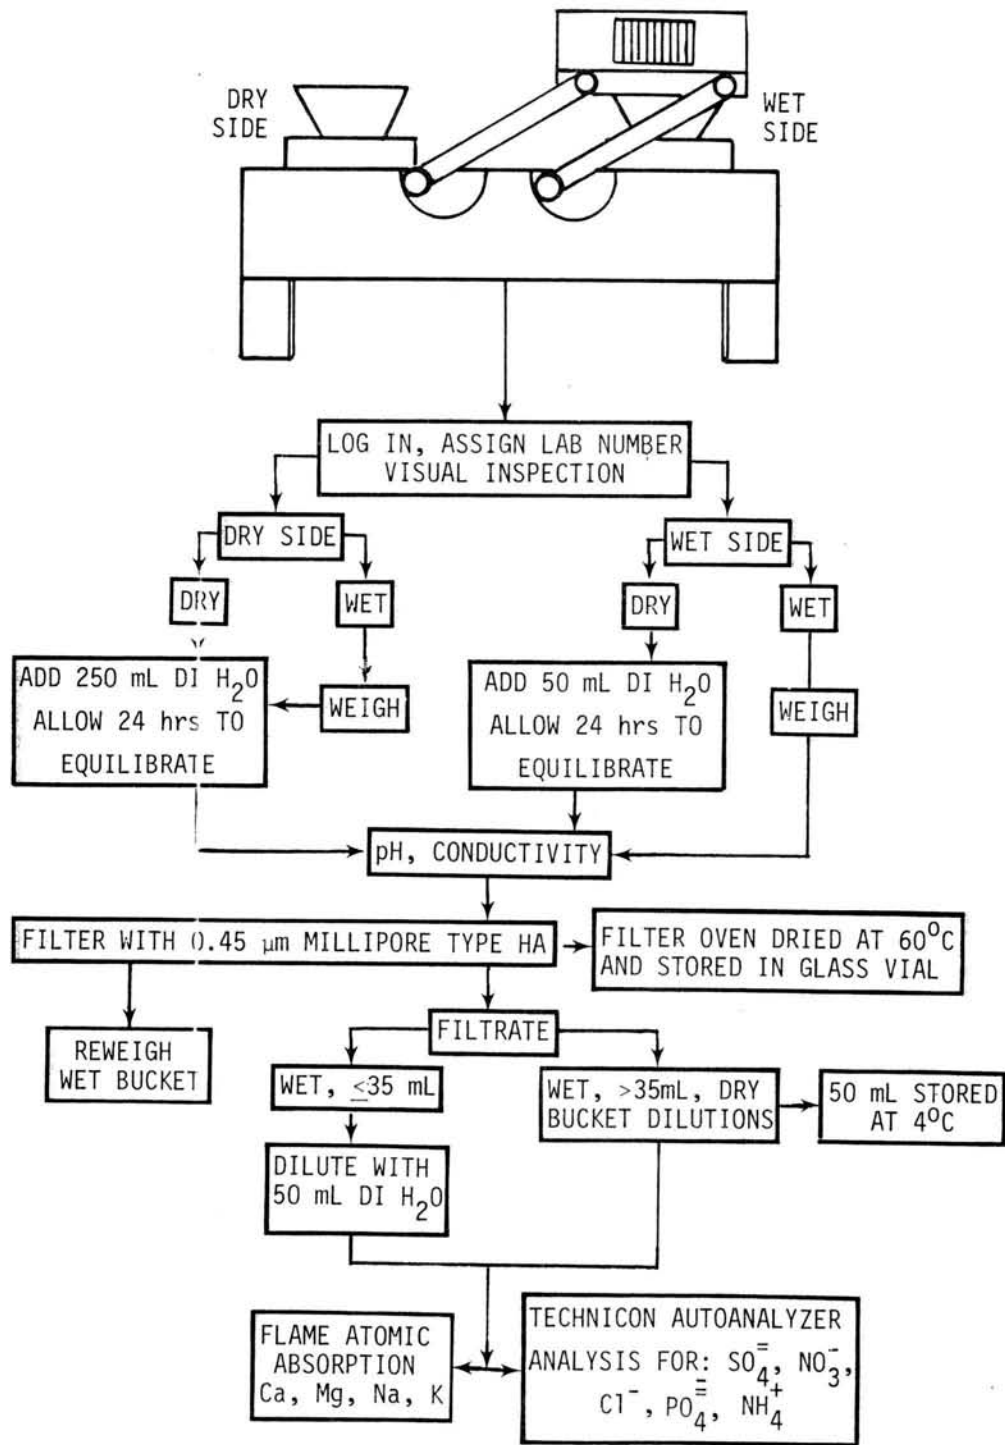 DRY
SIDE
WET
SIDE
LOG IN, ASSIGN LAB NUMBER
VISUAL INSPECTION
DRY SIDE
WET SIDE
DRY
WET
DRY
WET
ADD 250 mL DI H₂O
ALLOW 24 hrs TO
EQUILIBRATE
WEIGH
ADD 50 mL DI H₂O
ALLOW 24 hrs TO
EQUILIBRATE
WEIGH
pH, CONDUCTIVITY
FILTER WITH 0.45 µm MILLIPORE TYPE HA
FILTER OVEN DRIED AT 60⁰C
AND STORED IN GLASS VIAL
REWEIGH
WET BUCKET
FILTRATE
WET, ≤35 mL
WET, >35mL, DRY
BUCKET DILUTIONS
50 mL STORED
AT 4⁰C
DILUTE WITH
50 mL DI H₂O
FLAME ATOMIC
ABSORPTION
Ca, Mg, Na, K
TECHNICON AUTOANALYZER
ANALYSIS FOR: SO₄⁼, NO₃⁻,
Cl⁻, PO₄≡, NH₄⁺